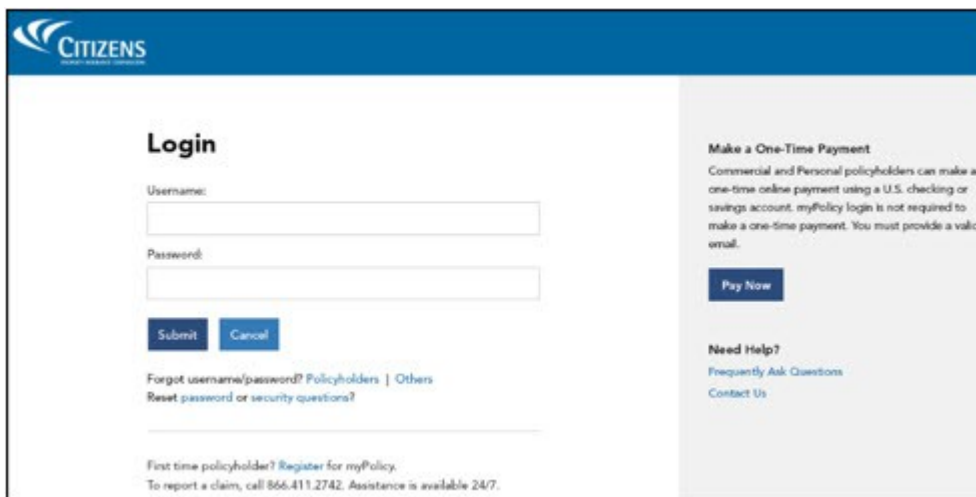 CITIZENS
PROPERTY INSURANCE CORPORATION
Login
Username:
Password:
Submit Cancel
Forgot username/password? Policyholders | Others
Reset password or security questions?
First time policyholder? Register for myPolicy.
To report a claim, call 866.411.2742. Assistance is available 24/7.
Make a One-Time Payment
Commercial and Personal policyholders can make a
one-time online payment using a U.S. checking or
savings account. myPolicy login is not required to
make a one-time payment. You must provide a valid
email.
Pay Now
Need Help?
Frequently Ask Questions
Contact Us